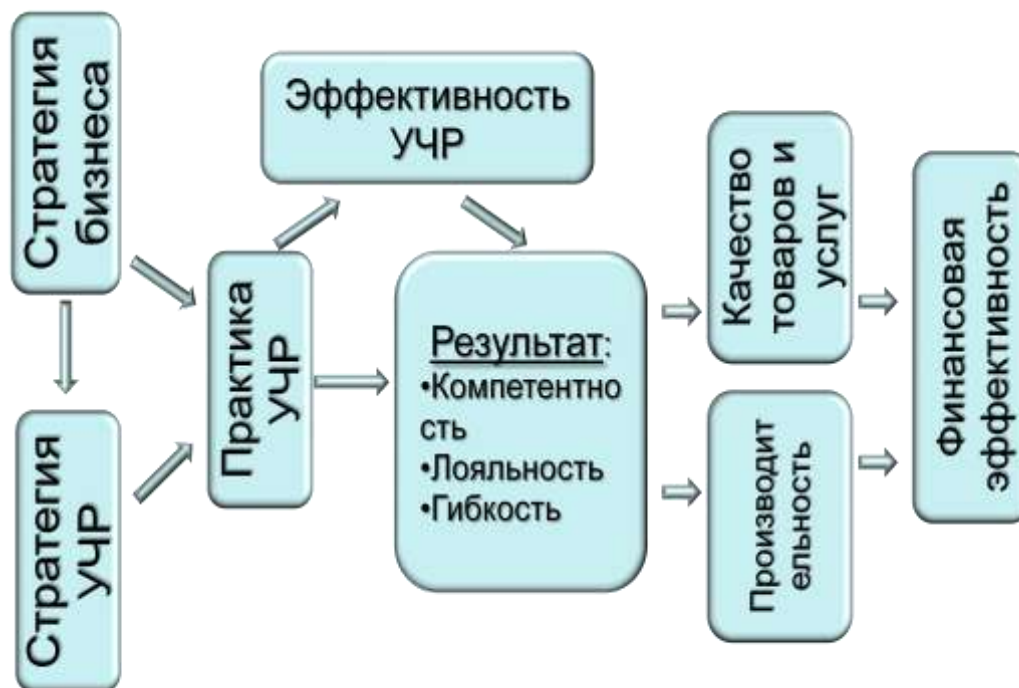 Стратегия
бизнеса
Стратегия
УЧР
Практика
УЧР
Эффективность
УЧР
Результат:
•Компетентно
сть
•Лояльность
•Гибкость
Качество
товаров и
услуг
Производит
ельность
Финансовая
эффективность